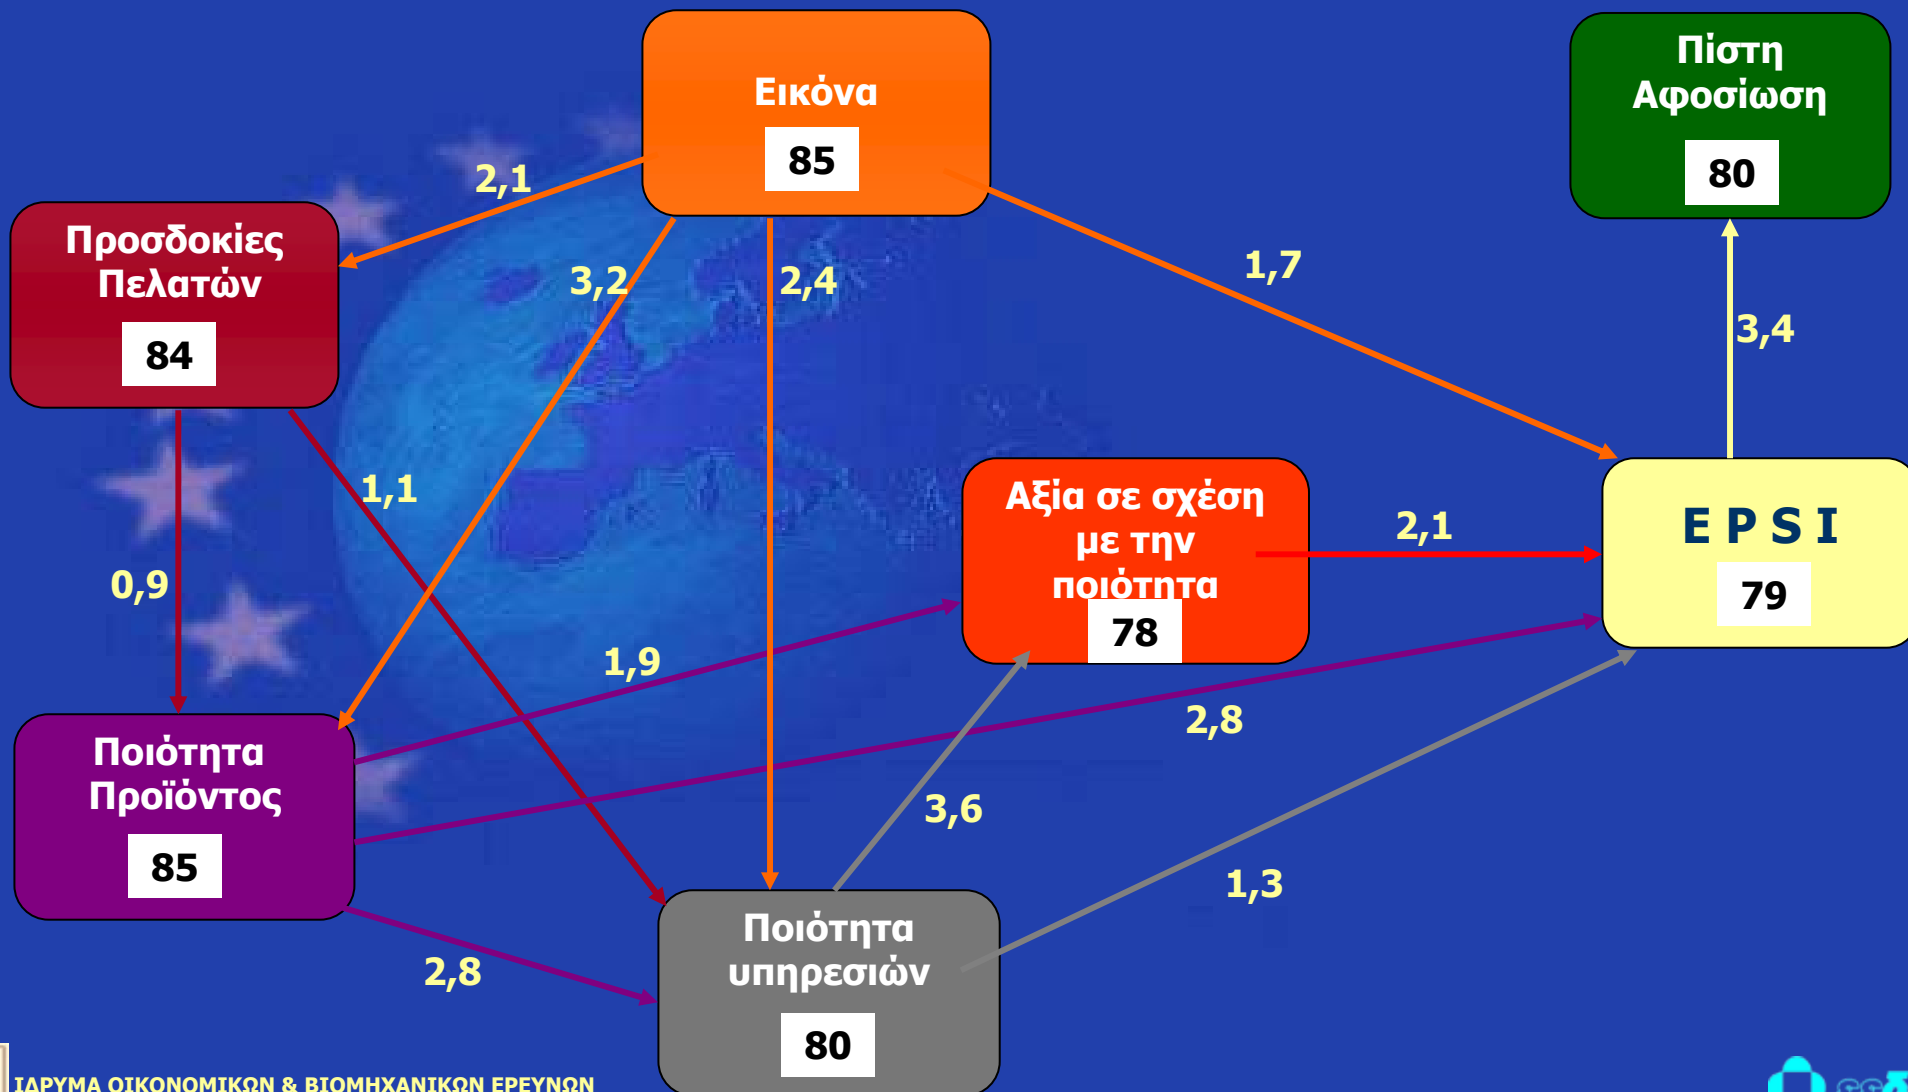 Εικόνα
85
Πίστη
Αφοσίωση
80
2,1
Προσδοκίες
Πελατών
84
3,2
2,4
1,7
3,4
1,1
0,9
Αξία σε σχέση
με την
ποιότητα
78
2,1
E P S I
79
1,9
2,8
Ποιότητα
Προϊόντος
85
3,6
1,3
2,8
Ποιότητα
υπηρεσιών
80
ΙΔΡΥΜΑ ΟΙΚΟΝΟΜΙΚΩΝ & ΒΙΟΜΗΧΑΝΙΚΩΝ ΕΡΕΥΝΩΝ